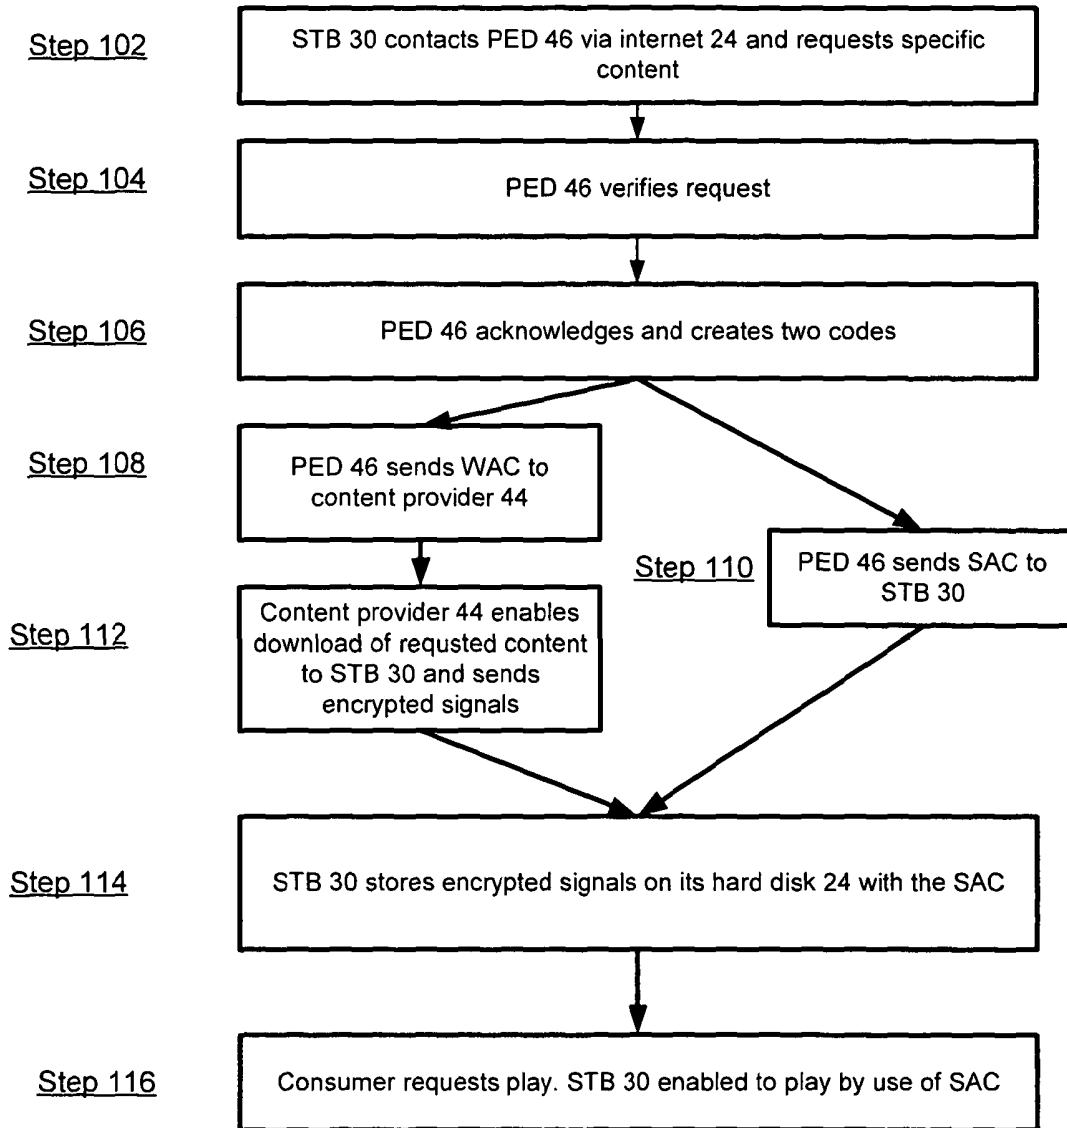 Step 102
STB 30 contacts PED 46 via internet 24 and requests specific
content
Step 104
PED 46 verifies request
Step 106
PED 46 acknowledges and creates two codes
Step 108
PED 46 sends WAC to
content provider 44
Step 110
PED 46 sends SAC to
STB 30
Step 112
Content provider 44 enables
download of requsted content
to STB 30 and sends
encrypted signals
Step 114
STB 30 stores encrypted signals on its hard disk 24 with the SAC
Step 116
Consumer requests play. STB 30 enabled to play by use of SAC